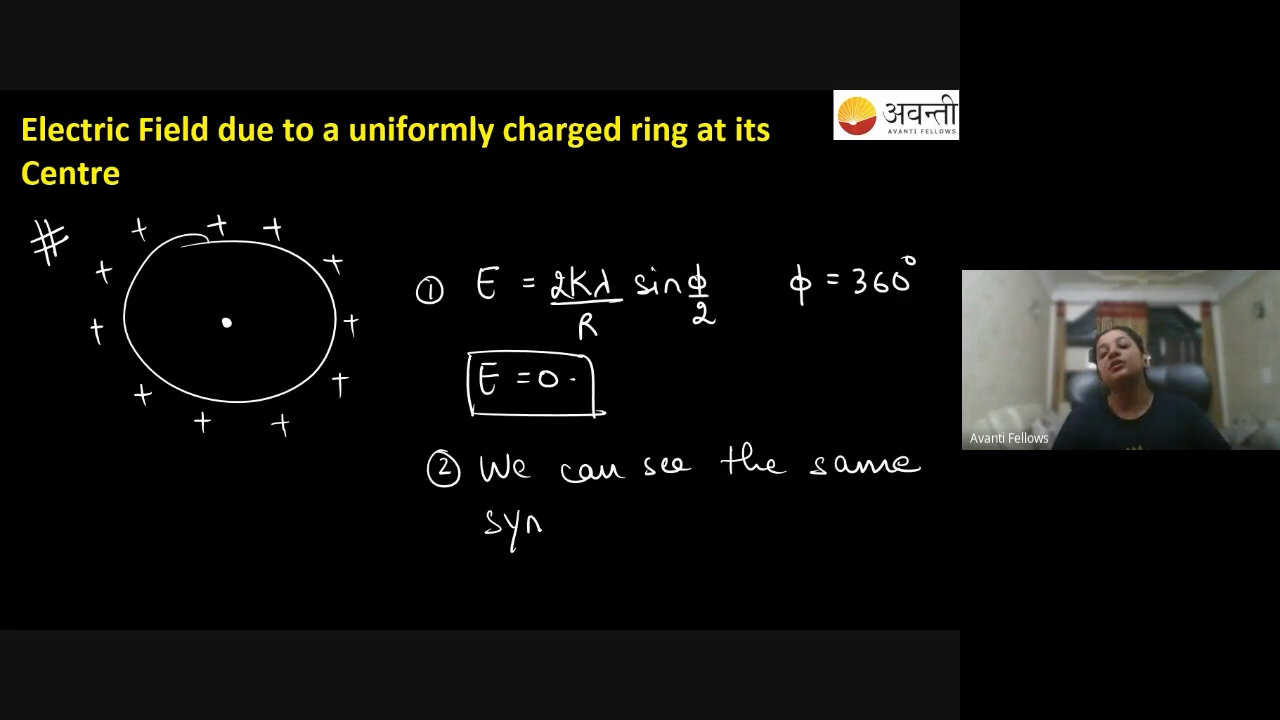 Electric Field due to a uniformly charged ring at its
Centre
अवन्ती
AVANTI FELLOWS
#
① E = 2Kλ/R sin ϕ/2 ϕ = 360°
E = 0.
② We can see the same
syn
Avanti Fellows